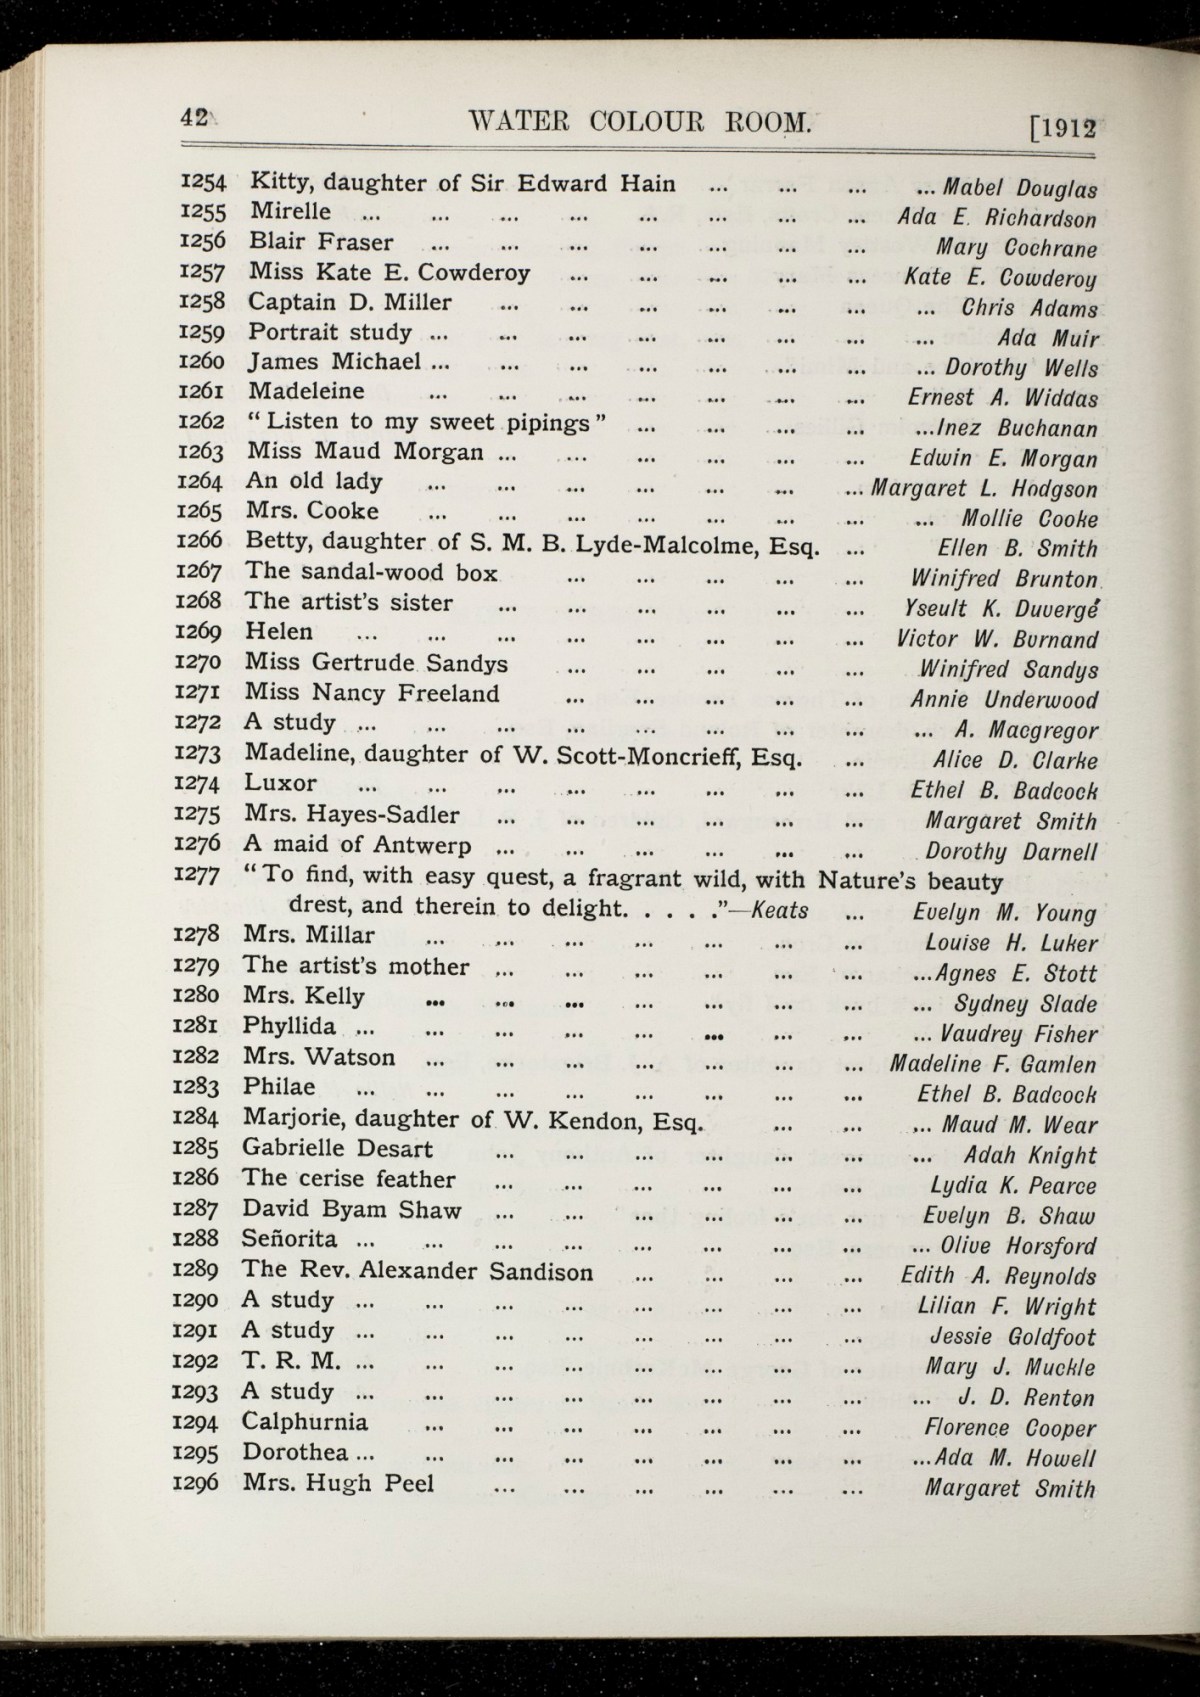 42 WATER COLOUR ROOM. [1912
1254 Kitty, daughter of Sir Edward Hain ... ... ... ... Mabel Douglas
1255 Mirelle ... ... ... ... ... ... ... ... Ada E. Richardson
1256 Blair Fraser ... ... ... ... ... ... ... Mary Cochrane
1257 Miss Kate E. Cowderoy ... ... ... ... ... Kate E. Cowderoy
1258 Captain D. Miller ... ... ... ... ... ... ... Chris Adams
1259 Portrait study ... ... ... ... ... ... ... ... Ada Muir
1260 James Michael ... ... ... ... ... ... ... ... Dorothy Wells
1261 Madeleine ... ... ... ... ... ... ... Ernest A. Widdas
1262 “Listen to my sweet pipings” ... ... ... ... ...Inez Buchanan
1263 Miss Maud Morgan ... ... ... ... ... ... Edwin E. Morgan
1264 An old lady ... ... ... ... ... ... ... Margaret L. Hodgson
1265 Mrs. Cooke ... ... ... ... ... ... ... ... Mollie Cooke
1266 Betty, daughter of S. M. B. Lyde-Malcolme, Esq. ... Ellen B. Smith
1267 The sandal-wood box ... ... ... ... ... Winifred Brunton
1268 The artist's sister ... ... ... ... ... ... Yseult K. Duvergé
1269 Helen ... ... ... ... ... ... ... ... Victor W. Burnand
1270 Miss Gertrude Sandys ... ... ... ... ... Winifred Sandys
1271 Miss Nancy Freeland ... ... ... ... ... Annie Underwood
1272 A study ... ... ... ... ... ... ... ... ... A. Macgregor
1273 Madeline, daughter of W. Scott-Moncrieff, Esq. ... Alice D. Clarke
1274 Luxor ... ... ... ... ... ... ... ... Ethel B. Badcock
1275 Mrs. Hayes-Sadler ... ... ... ... ... ... Margaret Smith
1276 A maid of Antwerp ... ... ... ... ... ... Dorothy Darnell
1277 “To find, with easy quest, a fragrant wild, with Nature's beauty
drest, and therein to delight. . . . .”—Keats ... Evelyn M. Young
1278 Mrs. Millar ... ... ... ... ... ... ... Louise H. Luker
1279 The artist's mother ... ... ... ... ... ... ...Agnes E. Stott
1280 Mrs. Kelly ... ... ... ... ... ... ... ... Sydney Slade
1281 Phyllida ... ... ... ... ... ... ... ... ... Vaudrey Fisher
1282 Mrs. Watson ... ... ... ... ... ... ... Madeline F. Gamlen
1283 Philae ... ... ... ... ... ... ... ... Ethel B. Badcock
1284 Marjorie, daughter of W. Kendon, Esq. ... ... ... Maud M. Wear
1285 Gabrielle Desart ... ... ... ... ... ... ... Adah Knight
1286 The cerise feather ... ... ... ... ... ... Lydia K. Pearce
1287 David Byam Shaw ... ... ... ... ... ... Evelyn B. Shaw
1288 Señorita ... ... ... ... ... ... ... ... ... Olive Horsford
1289 The Rev. Alexander Sandison ... ... ... ... Edith A. Reynolds
1290 A study ... ... ... ... ... ... ... ... Lilian F. Wright
1291 A study ... ... ... ... ... ... ... ... Jessie Goldfoot
1292 T. R. M. ... ... ... ... ... ... ... ... Mary J. Muckle
1293 A study ... ... ... ... ... ... ... ... ... J. D. Renton
1294 Calphurnia ... ... ... ... ... ... ... Florence Cooper
1295 Dorothea ... ... ... ... ... ... ... ... ...Ada M. Howell
1296 Mrs. Hugh Peel ... ... ... ... ... ... Margaret Smith